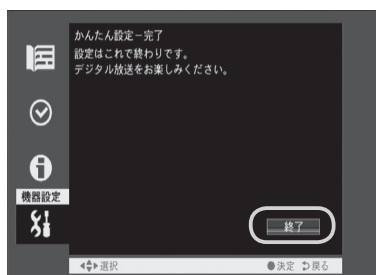 かんたん設定－完了
設定はこれで終わりです。
デジタル放送をお楽しみください。
機器設定
終了
選択
決定 戻る